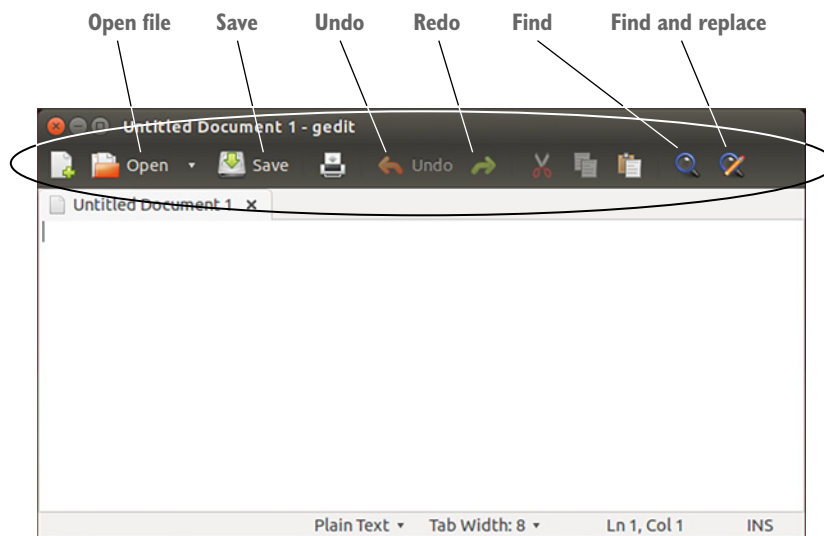 Open file Save Undo Redo Find Find and replace
Untitled Document 1 - gedit
Open Save Undo
Untitled Document 1 x
Plain Text Tab Width: 8 Ln 1, Col 1 INS